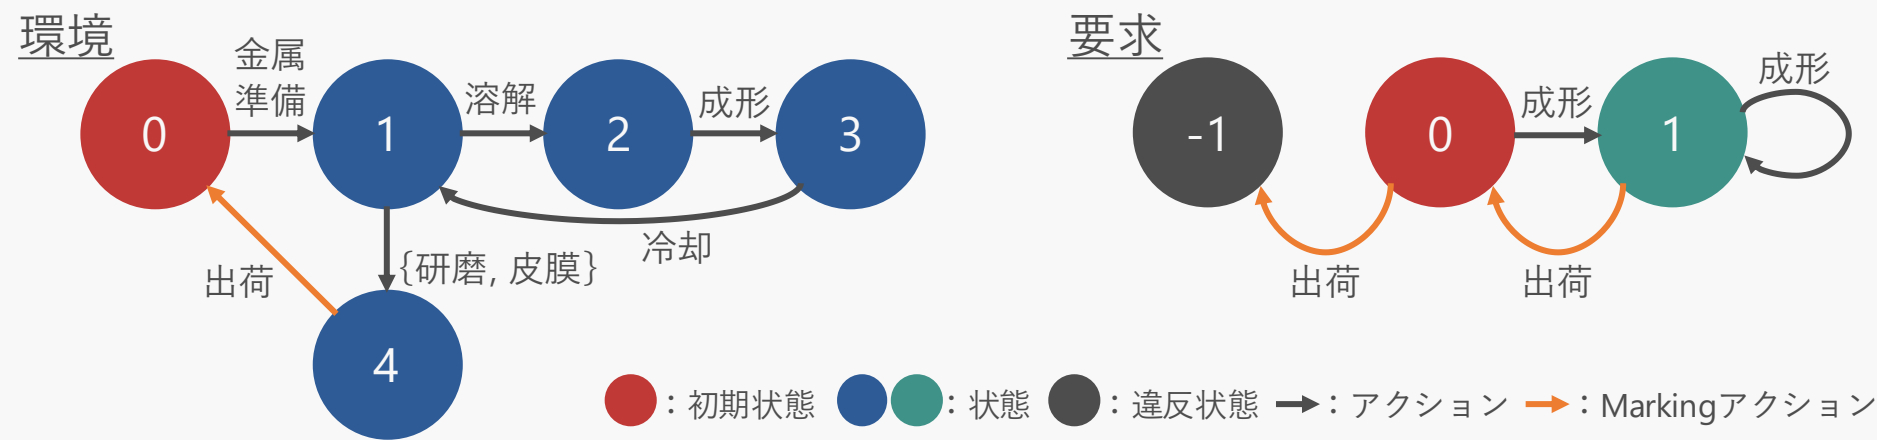 環境
金属
準備
溶解
成形
0
1
2
3
冷却
{研磨, 皮膜}
出荷
4
要求
成形
成形
-1
0
1
出荷
出荷
：初期状態
：状態
：違反状態
：アクション
：Markingアクション